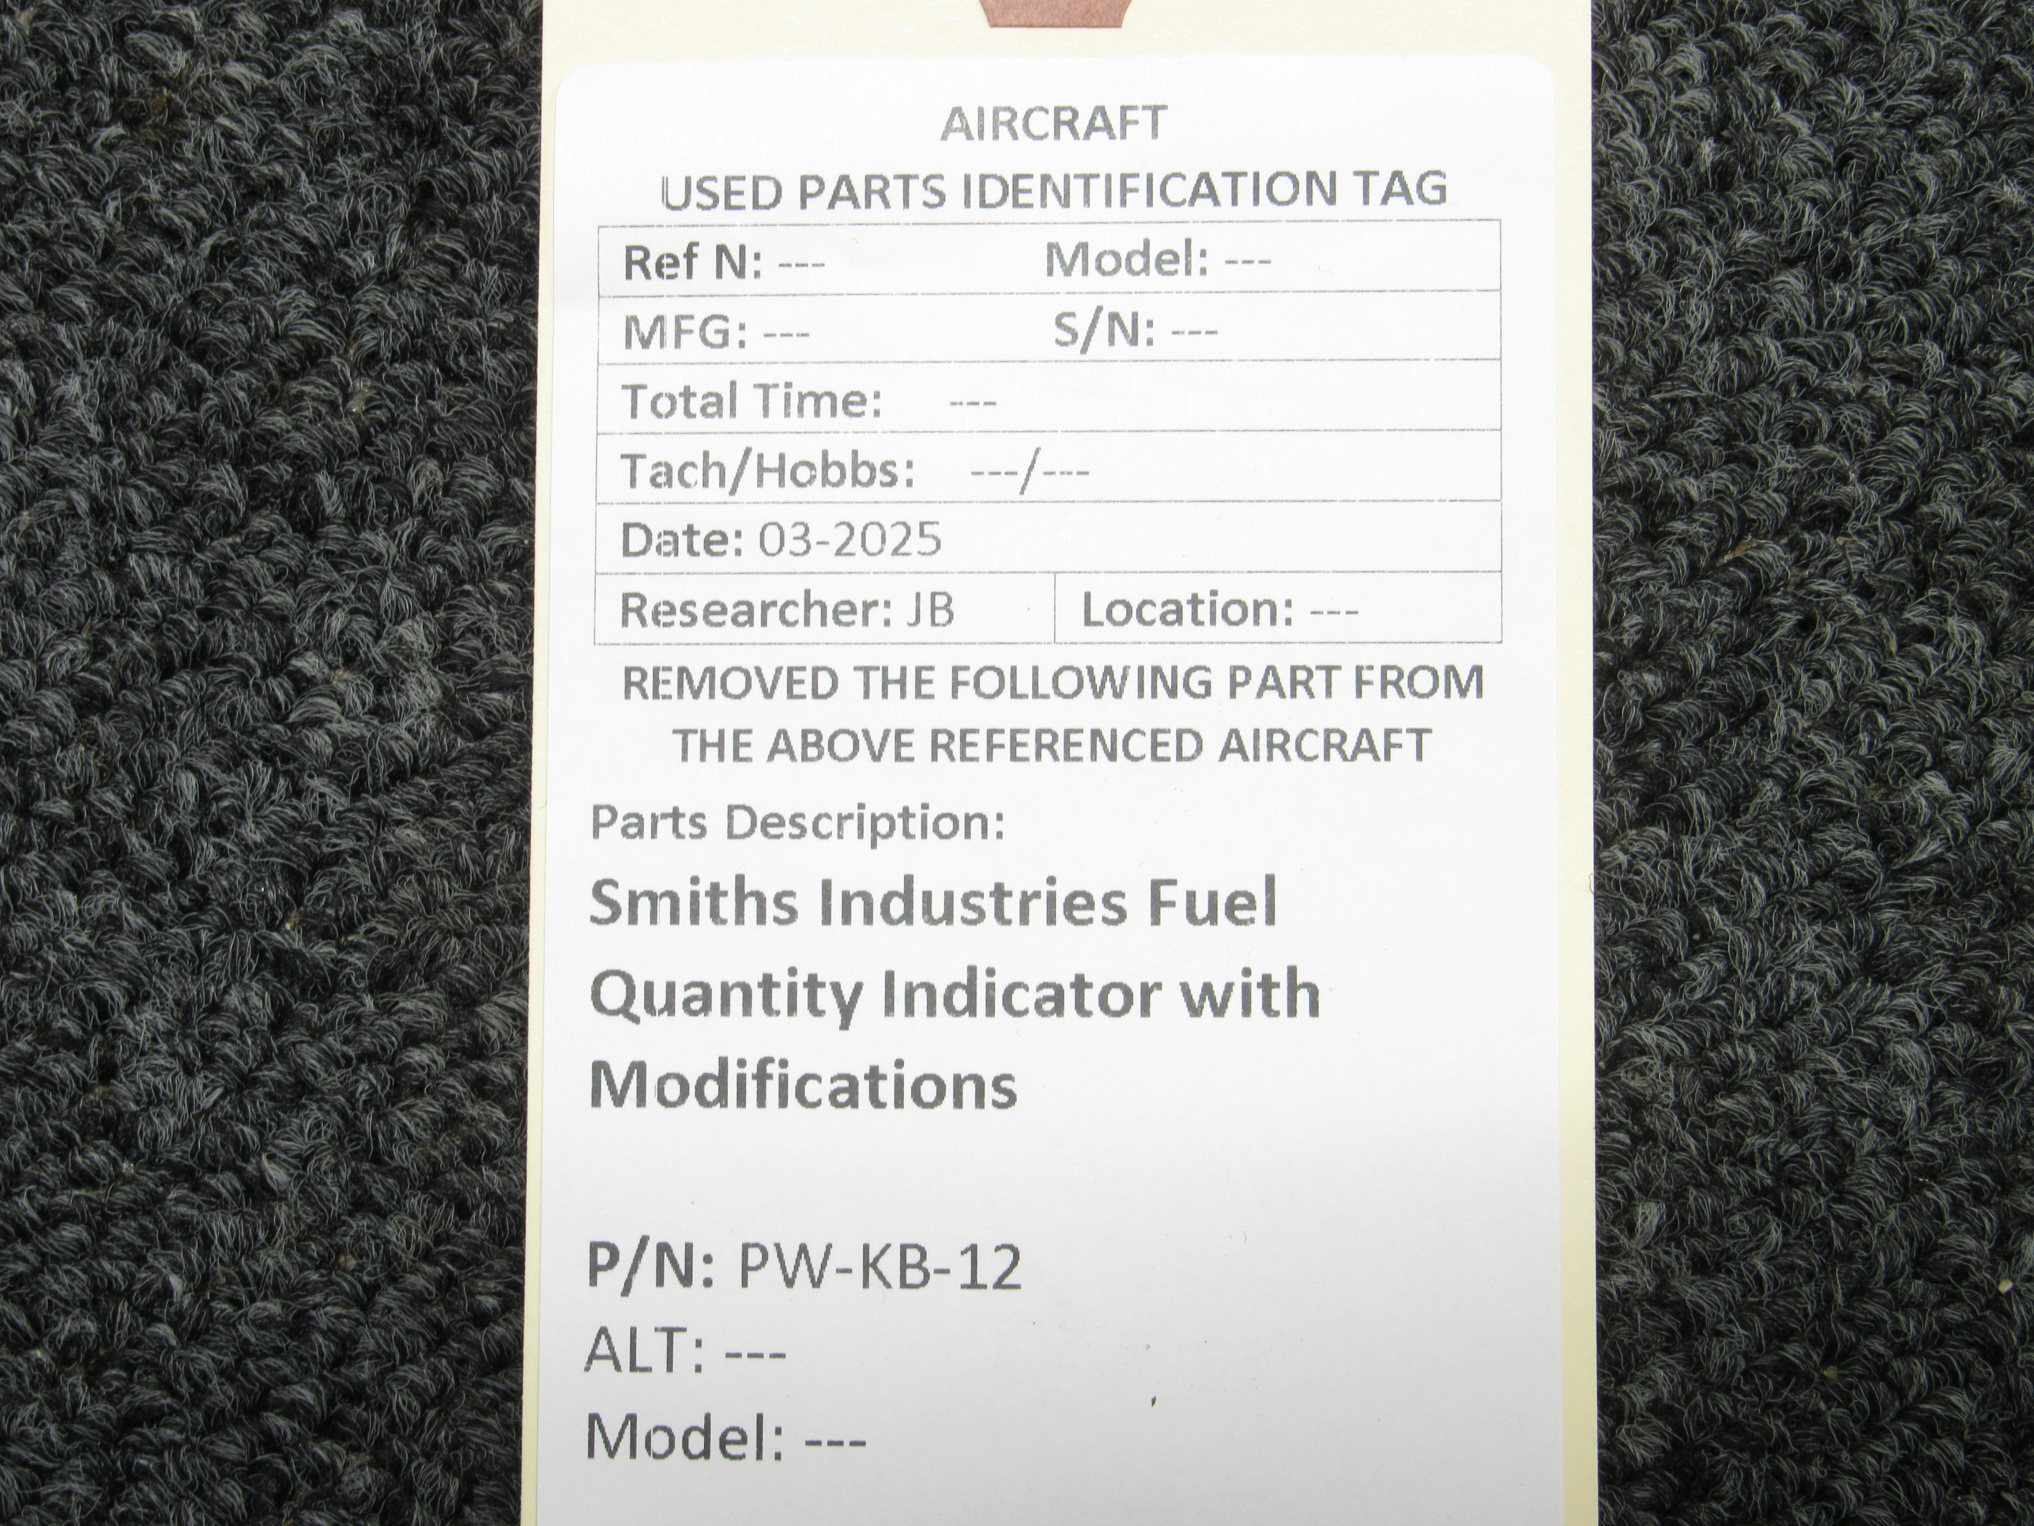 AIRCRAFT
USED PARTS IDENTIFICATION TAG
Ref N: --- Model: ---
MFG: --- S/N: ---
Total Time: ---
Tach/Hobbs: ---/---
Date: 03-2025
Researcher: JB Location: ---
REMOVED THE FOLLOWING PART FROM
THE ABOVE REFERENCED AIRCRAFT
Parts Description:
Smiths Industries Fuel
Quantity Indicator with
Modifications
P/N: PW-KB-12
ALT: ---
Model: ---